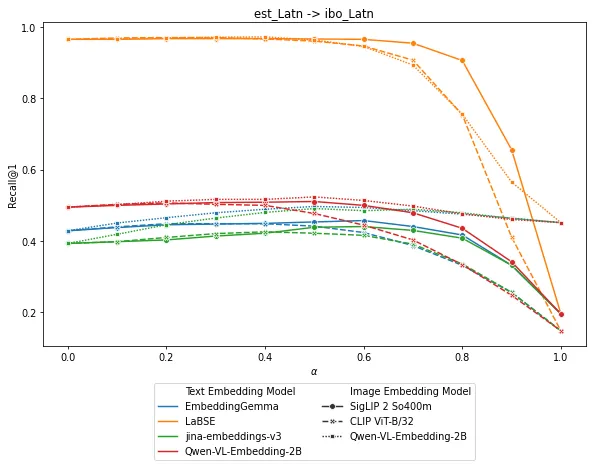 est_Latn -> ibo_Latn
Recall@1
1.0
0.8
0.6
0.4
0.2
0.0 0.2 0.4 0.6 0.8 1.0
α
Text Embedding Model Image Embedding Model
EmbeddingGemma SigLIP 2 So400m
LaBSE CLIP ViT-B/32
jina-embeddings-v3 Qwen-VL-Embedding-2B
Qwen-VL-Embedding-2B